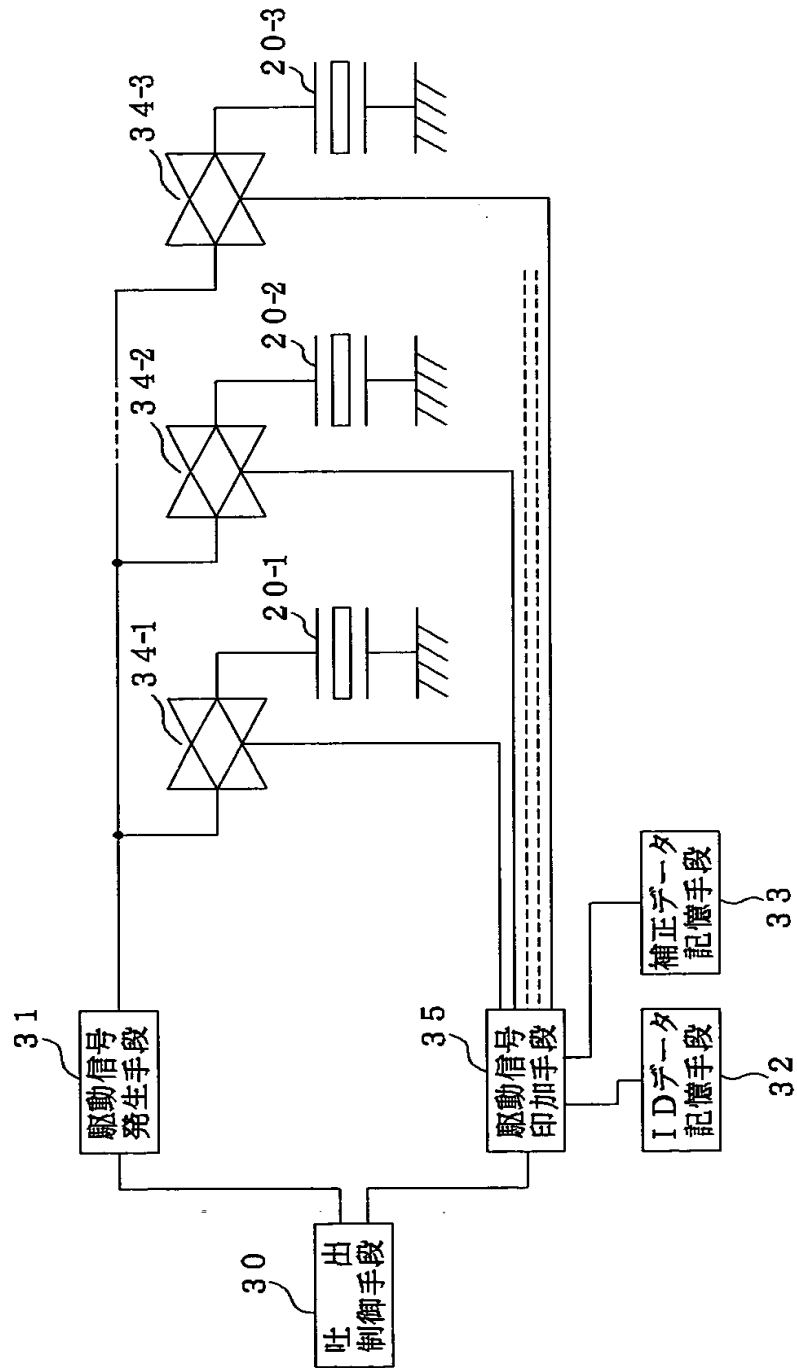 31
駆動信号
発生手段
34-1
34-2
34-3
20-1
20-2
20-3
30
吐出
制御手段
35
駆動信号
印加手段
IDデータ
記憶手段
32
補正データ
記憶手段
33